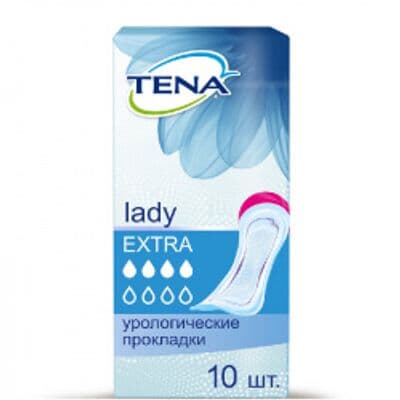 TENA
lady
EXTRA
урологические
прокладки
10 шт.